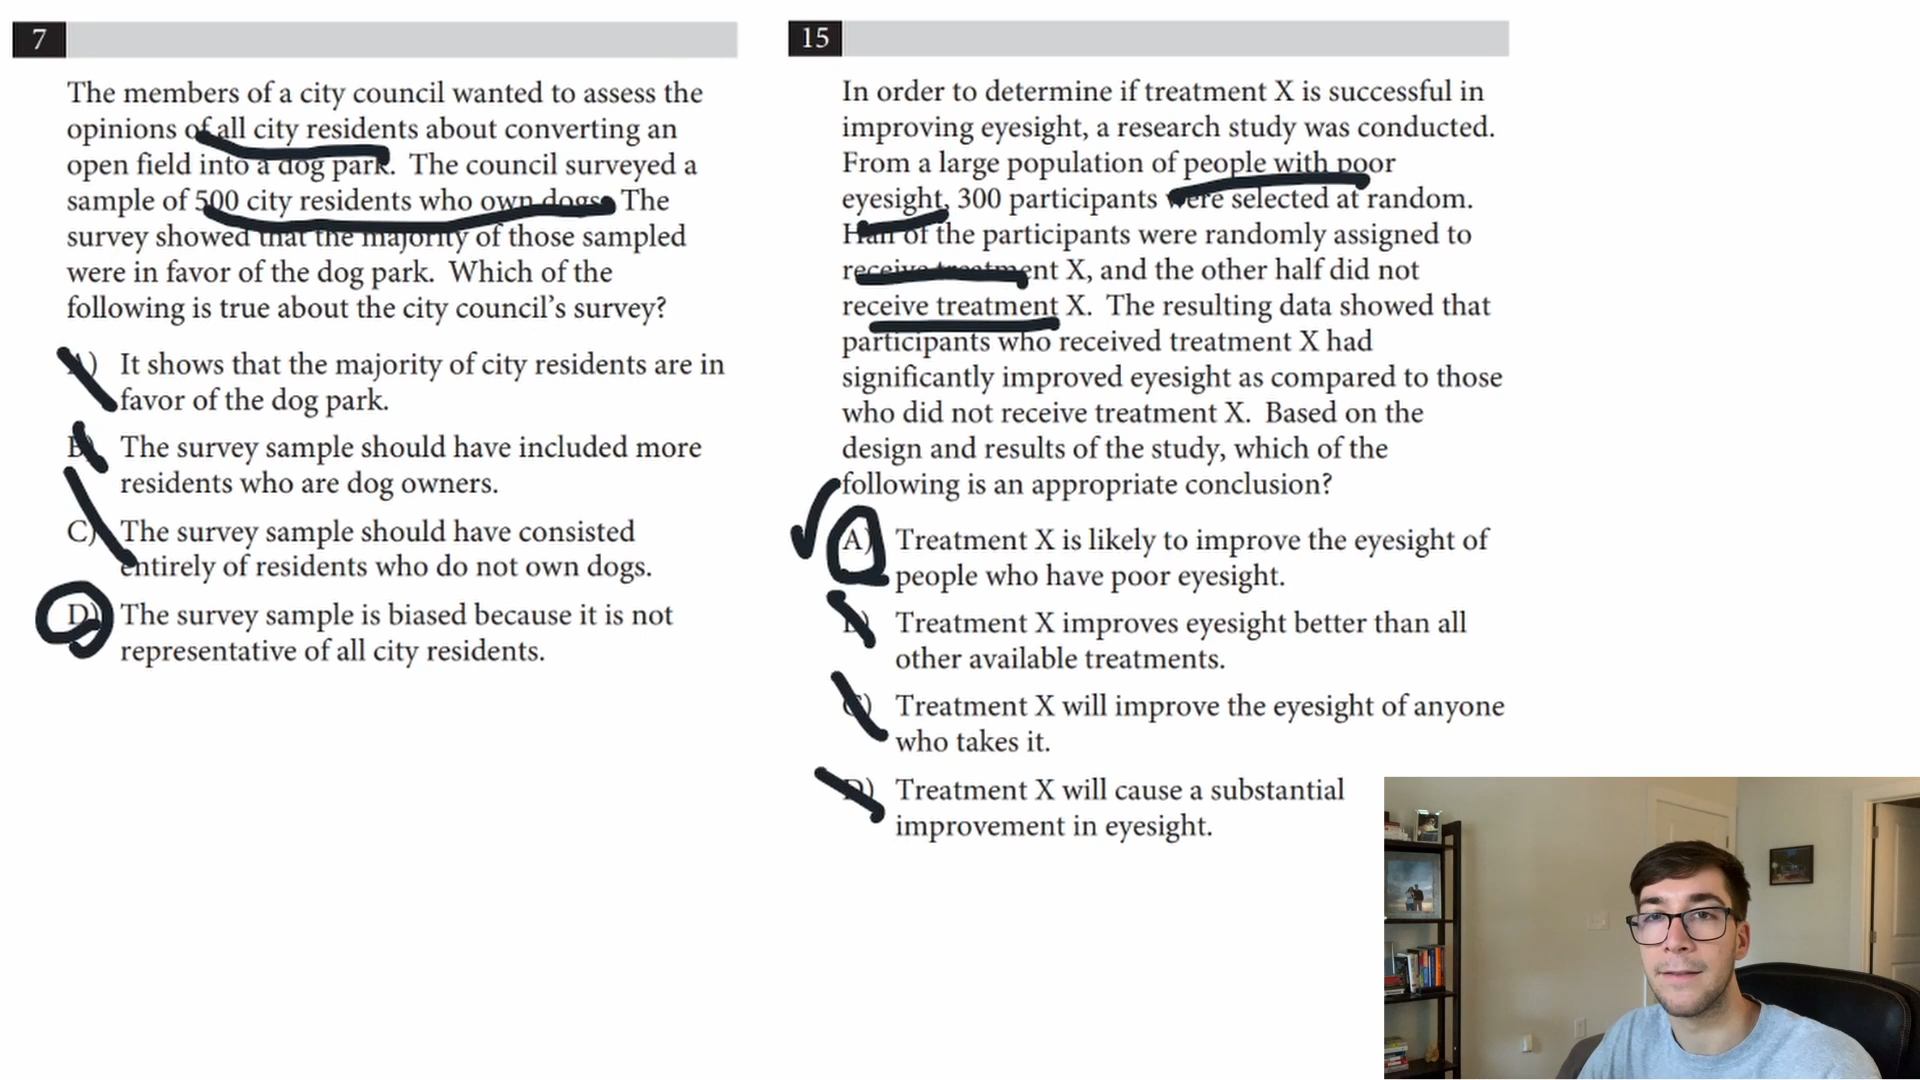 7
The members of a city council wanted to assess the
opinions of all city residents about converting an
open field into a dog park. The council surveyed a
sample of 500 city residents who own dogs. The
survey showed that the majority of those sampled
were in favor of the dog park. Which of the
following is true about the city council’s survey?
A) It shows that the majority of city residents are in
favor of the dog park.
B) The survey sample should have included more
residents who are dog owners.
C) The survey sample should have consisted
entirely of residents who do not own dogs.
D) The survey sample is biased because it is not
representative of all city residents.
15
In order to determine if treatment X is successful in
improving eyesight, a research study was conducted.
From a large population of people with poor
eyesight, 300 participants were selected at random.
Half of the participants were randomly assigned to
receive treatment X, and the other half did not
receive treatment X. The resulting data showed that
participants who received treatment X had
significantly improved eyesight as compared to those
who did not receive treatment X. Based on the
design and results of the study, which of the
following is an appropriate conclusion?
A) Treatment X is likely to improve the eyesight of
people who have poor eyesight.
B) Treatment X improves eyesight better than all
other available treatments.
C) Treatment X will improve the eyesight of anyone
who takes it.
D) Treatment X will cause a substantial
improvement in eyesight.